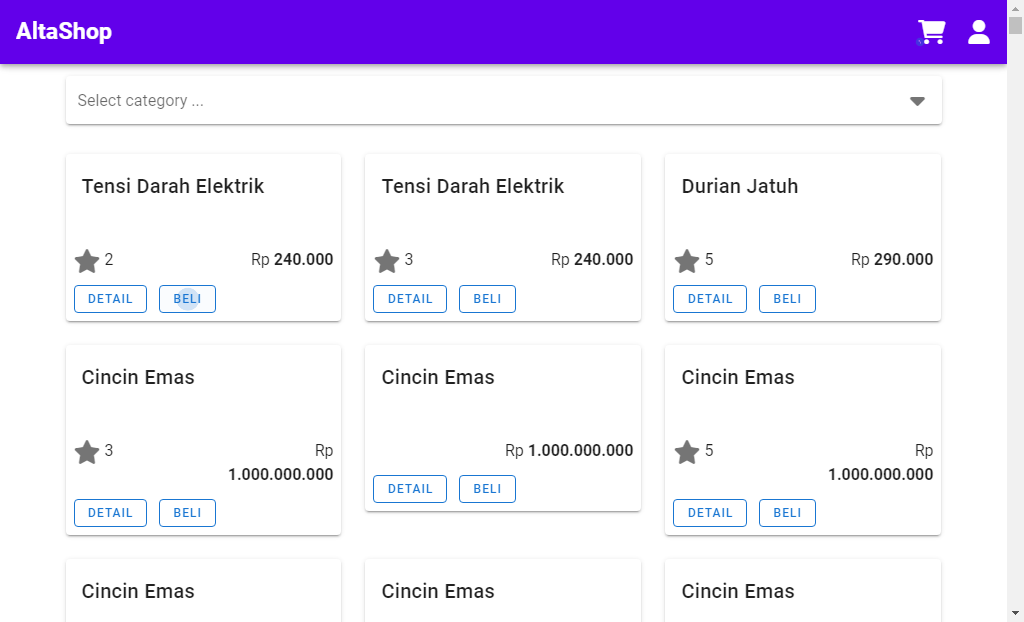 AltaShop
Select category ...
Tensi Darah Elektrik
Tensi Darah Elektrik
Durian Jatuh
2 Rp 240.000
3 Rp 240.000
5 Rp 290.000
DETAIL BELI
DETAIL BELI
DETAIL BELI
Cincin Emas
Cincin Emas
Cincin Emas
3 Rp
1.000.000.000
Rp 1.000.000.000
5 Rp
1.000.000.000
DETAIL BELI
DETAIL BELI
DETAIL BELI
Cincin Emas
Cincin Emas
Cincin Emas